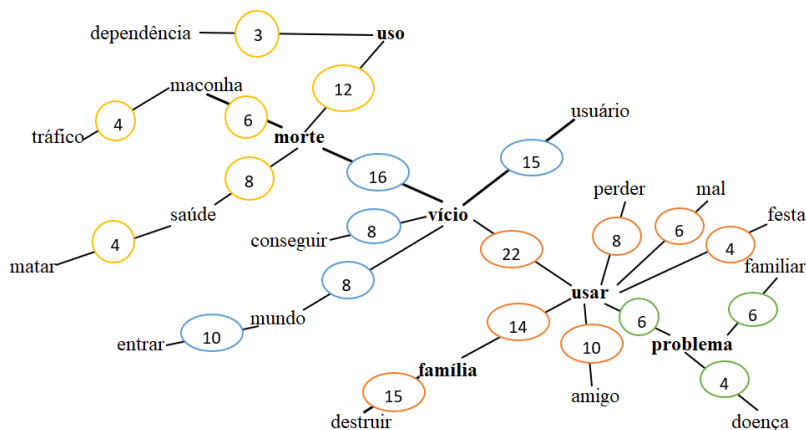 dependência
3
uso
maconha
12
tráfico
4
6
usuário
morte
15
8
16
perder
mal
saúde
8
vício
festa
conseguir
8
6
4
matar
4
22
familiar
8
usar
mundo
14
6
6
entrar
10
10
problema
família
15
amigo
4
destruir
doença